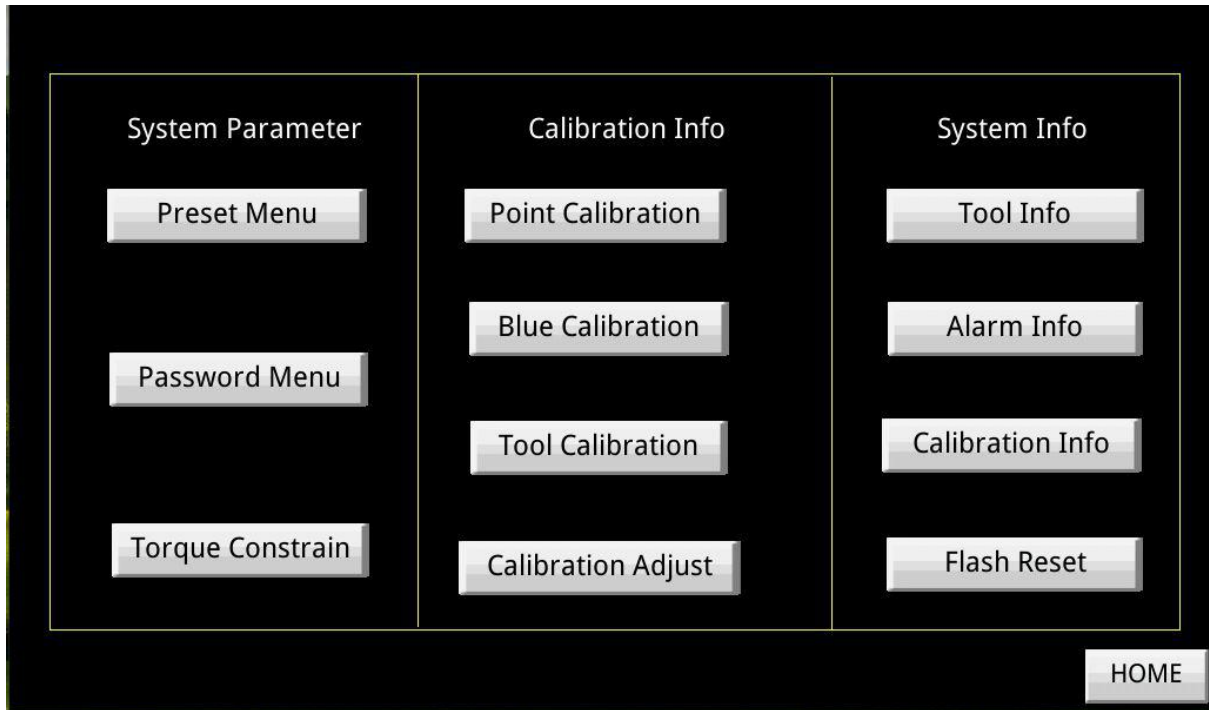 System Parameter
Preset Menu
Password Menu
Torque Constrain
Calibration Info
Point Calibration
Blue Calibration
Tool Calibration
Calibration Adjust
System Info
Tool Info
Alarm Info
Calibration Info
Flash Reset
HOME